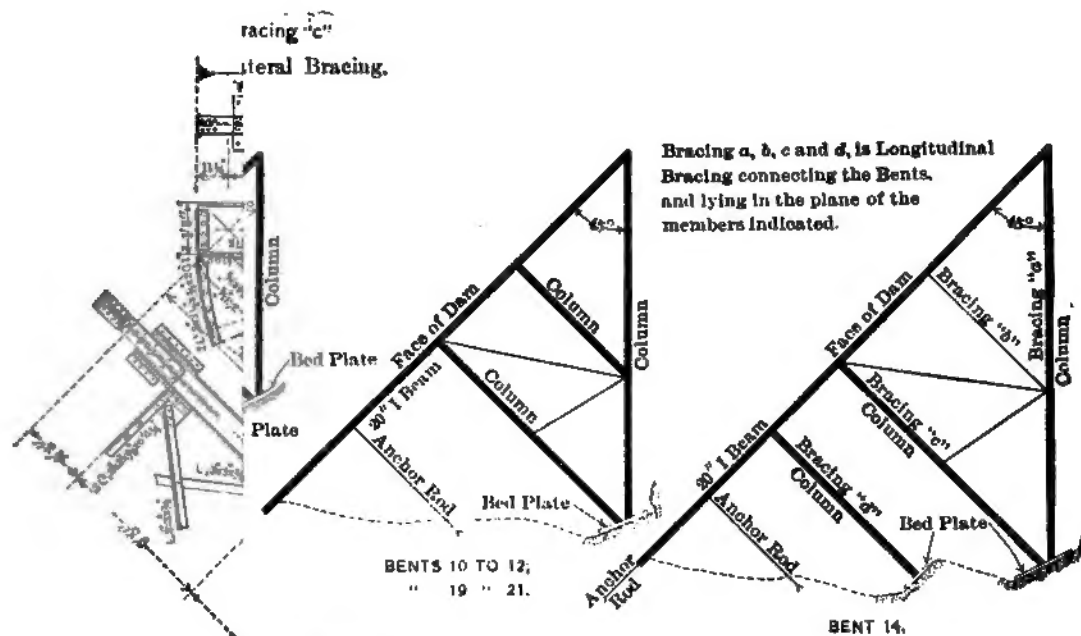 racing "c"
teral Bracing.
Bracing a, b, c and d, is Longitudinal
Bracing connecting the Bents,
and lying in the plane of the
members indicated.
Column
Bed Plate
Plate
45°
Face of Dam
Column
Column
20" I Beam
Column
Anchor Rod
Bed Plate
BENTS 10 TO 12;
" 19 " 21.
45°
Face of Dam
Bracing "b"
Bracing "a"
Column
20" I Beam
Bracing "c"
Column
Bracing "d"
Column
Anchor Rod
Bed Plate
Anchor
Rod
BENT 14.